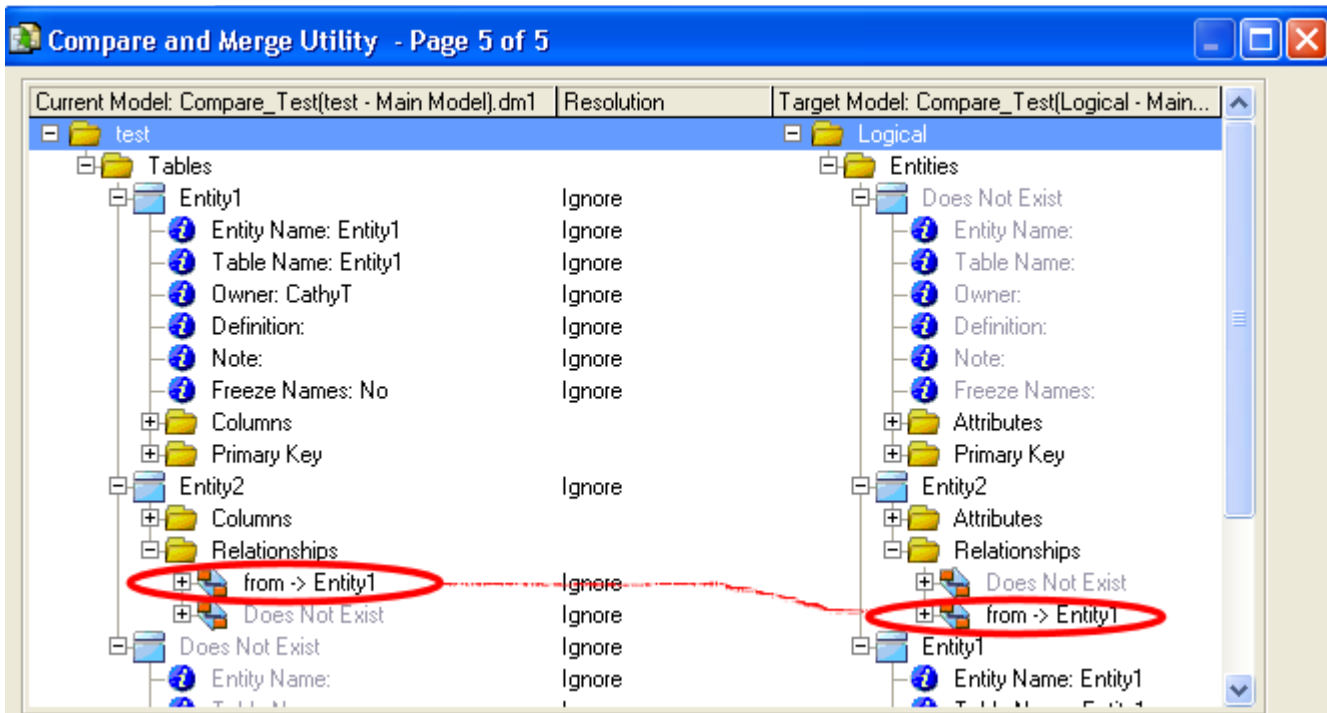 Compare and Merge Utility - Page 5 of 5
Current Model: Compare_Test(test - Main Model).dm1 Resolution Target Model: Compare_Test(Logical - Main...
test Logical
Tables Entities
Entity1 Ignore Does Not Exist
Entity Name: Entity1 Ignore Entity Name:
Table Name: Entity1 Ignore Table Name:
Owner: CathyT Ignore Owner:
Definition: Ignore Definition:
Note: Ignore Note:
Freeze Names: No Ignore Freeze Names:
Columns Attributes
Primary Key Primary Key
Entity2 Ignore Entity2
Columns Attributes
Relationships Relationships
from -> Entity1 Ignore Does Not Exist
Does Not Exist Ignore from -> Entity1
Does Not Exist Ignore Entity1
Entity Name: Ignore Entity Name: Entity1